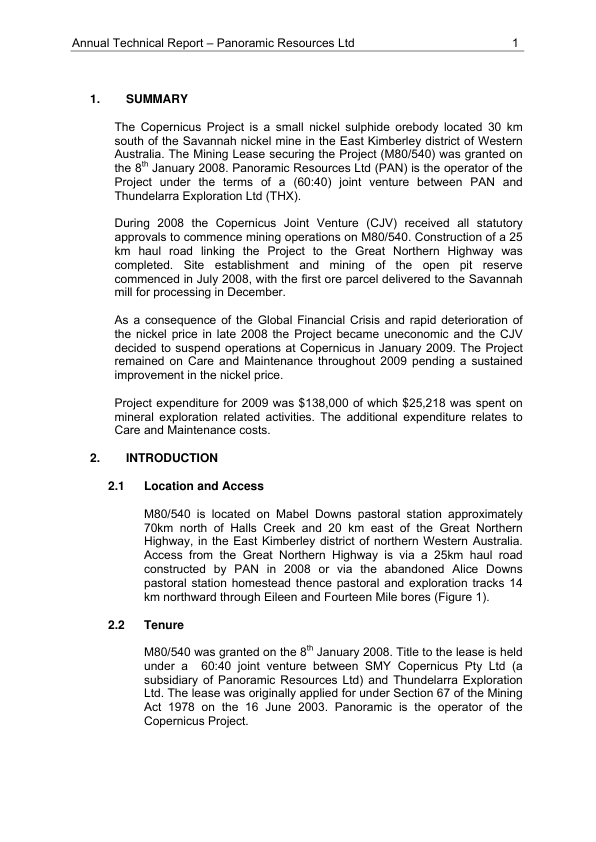 Annual Technical Report – Panoramic Resources Ltd 1
1. SUMMARY
The Copernicus Project is a small nickel sulphide orebody located 30 km
south of the Savannah nickel mine in the East Kimberley district of Western
Australia. The Mining Lease securing the Project (M80/540) was granted on
the 8th January 2008. Panoramic Resources Ltd (PAN) is the operator of the
Project under the terms of a (60:40) joint venture between PAN and
Thundelarra Exploration Ltd (THX).
During 2008 the Copernicus Joint Venture (CJV) received all statutory
approvals to commence mining operations on M80/540. Construction of a 25
km haul road linking the Project to the Great Northern Highway was
completed. Site establishment and mining of the open pit reserve
commenced in July 2008, with the first ore parcel delivered to the Savannah
mill for processing in December.
As a consequence of the Global Financial Crisis and rapid deterioration of
the nickel price in late 2008 the Project became uneconomic and the CJV
decided to suspend operations at Copernicus in January 2009. The Project
remained on Care and Maintenance throughout 2009 pending a sustained
improvement in the nickel price.
Project expenditure for 2009 was $138,000 of which $25,218 was spent on
mineral exploration related activities. The additional expenditure relates to
Care and Maintenance costs.
2. INTRODUCTION
2.1 Location and Access
M80/540 is located on Mabel Downs pastoral station approximately
70km north of Halls Creek and 20 km east of the Great Northern
Highway, in the East Kimberley district of northern Western Australia.
Access from the Great Northern Highway is via a 25km haul road
constructed by PAN in 2008 or via the abandoned Alice Downs
pastoral station homestead thence pastoral and exploration tracks 14
km northward through Eileen and Fourteen Mile bores (Figure 1).
2.2 Tenure
M80/540 was granted on the 8th January 2008. Title to the lease is held
under a 60:40 joint venture between SMY Copernicus Pty Ltd (a
subsidiary of Panoramic Resources Ltd) and Thundelarra Exploration
Ltd. The lease was originally applied for under Section 67 of the Mining
Act 1978 on the 16 June 2003. Panoramic is the operator of the
Copernicus Project.